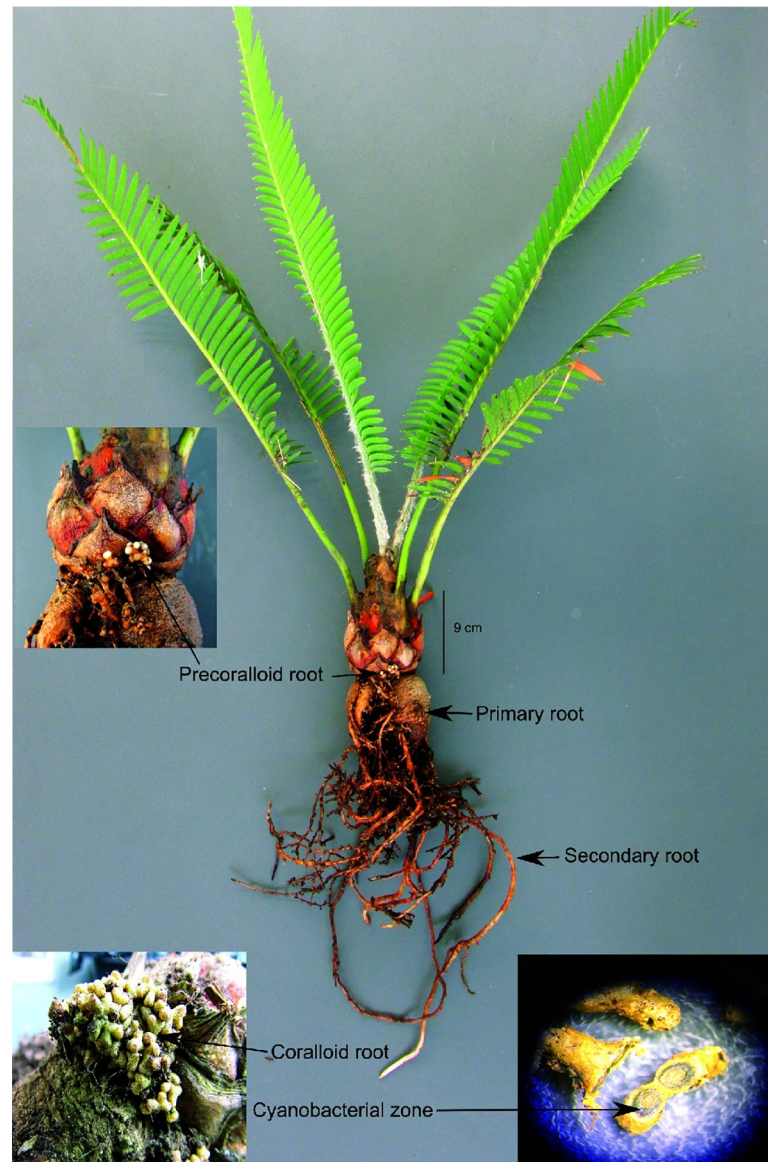 9 cm
Precoralloid root
Primary root
Secondary root
Coralloid root
Cyanobacterial zone